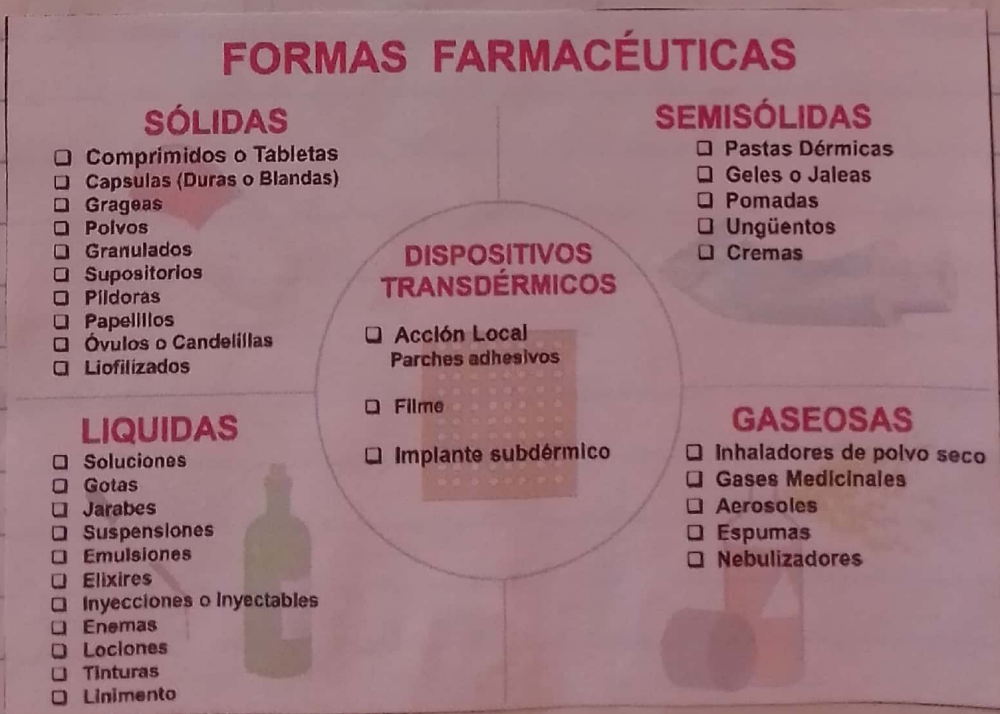 FORMAS FARMACÉUTICAS
SÓLIDAS
Comprimidos o Tabletas
Capsulas (Duras o Blandas)
Grageas
Polvos
Granulados
Supositorios
Píldoras
Papelillos
Óvulos o Candelillas
Liofilizados
SEMISÓLIDAS
Pastas Dérmicas
Geles o Jaleas
Pomadas
Ungüentos
Cremas
DISPOSITIVOS
TRANSDÉRMICOS
Acción Local
Parches adhesivos
Filme
Implante subdérmico
LIQUIDAS
Soluciones
Gotas
Jarabes
Suspensiones
Emulsiones
Elixires
Inyecciones o Inyectables
Enemas
Lociones
Tinturas
Linimento
GASEOSAS
Inhaladores de polvo seco
Gases Medicinales
Aerosoles
Espumas
Nebulizadores